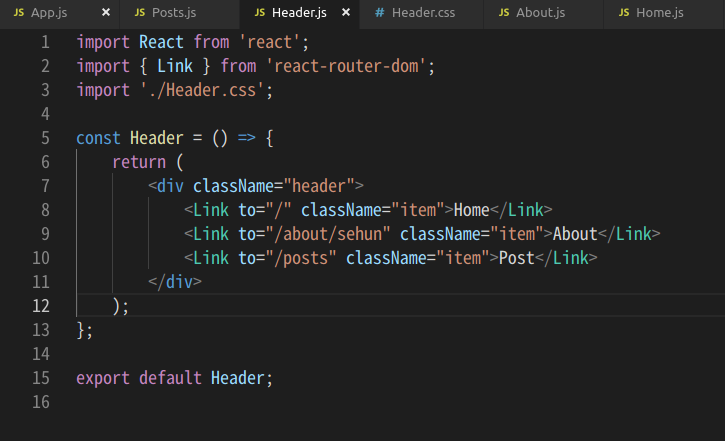 JS App.js × JS Posts.js JS Header.js × # Header.css JS About.js JS Home.js
1 import React from 'react';
2 import { Link } from 'react-router-dom';
3 import './Header.css';
4
5 const Header = () => {
6     return (
7         <div className="header">
8             <Link to="/" className="item">Home</Link>
9             <Link to="/about/sehun" className="item">About</Link>
10             <Link to="/posts" className="item">Post</Link>
11         </div>
12     );
13 };
14
15 export default Header;
16